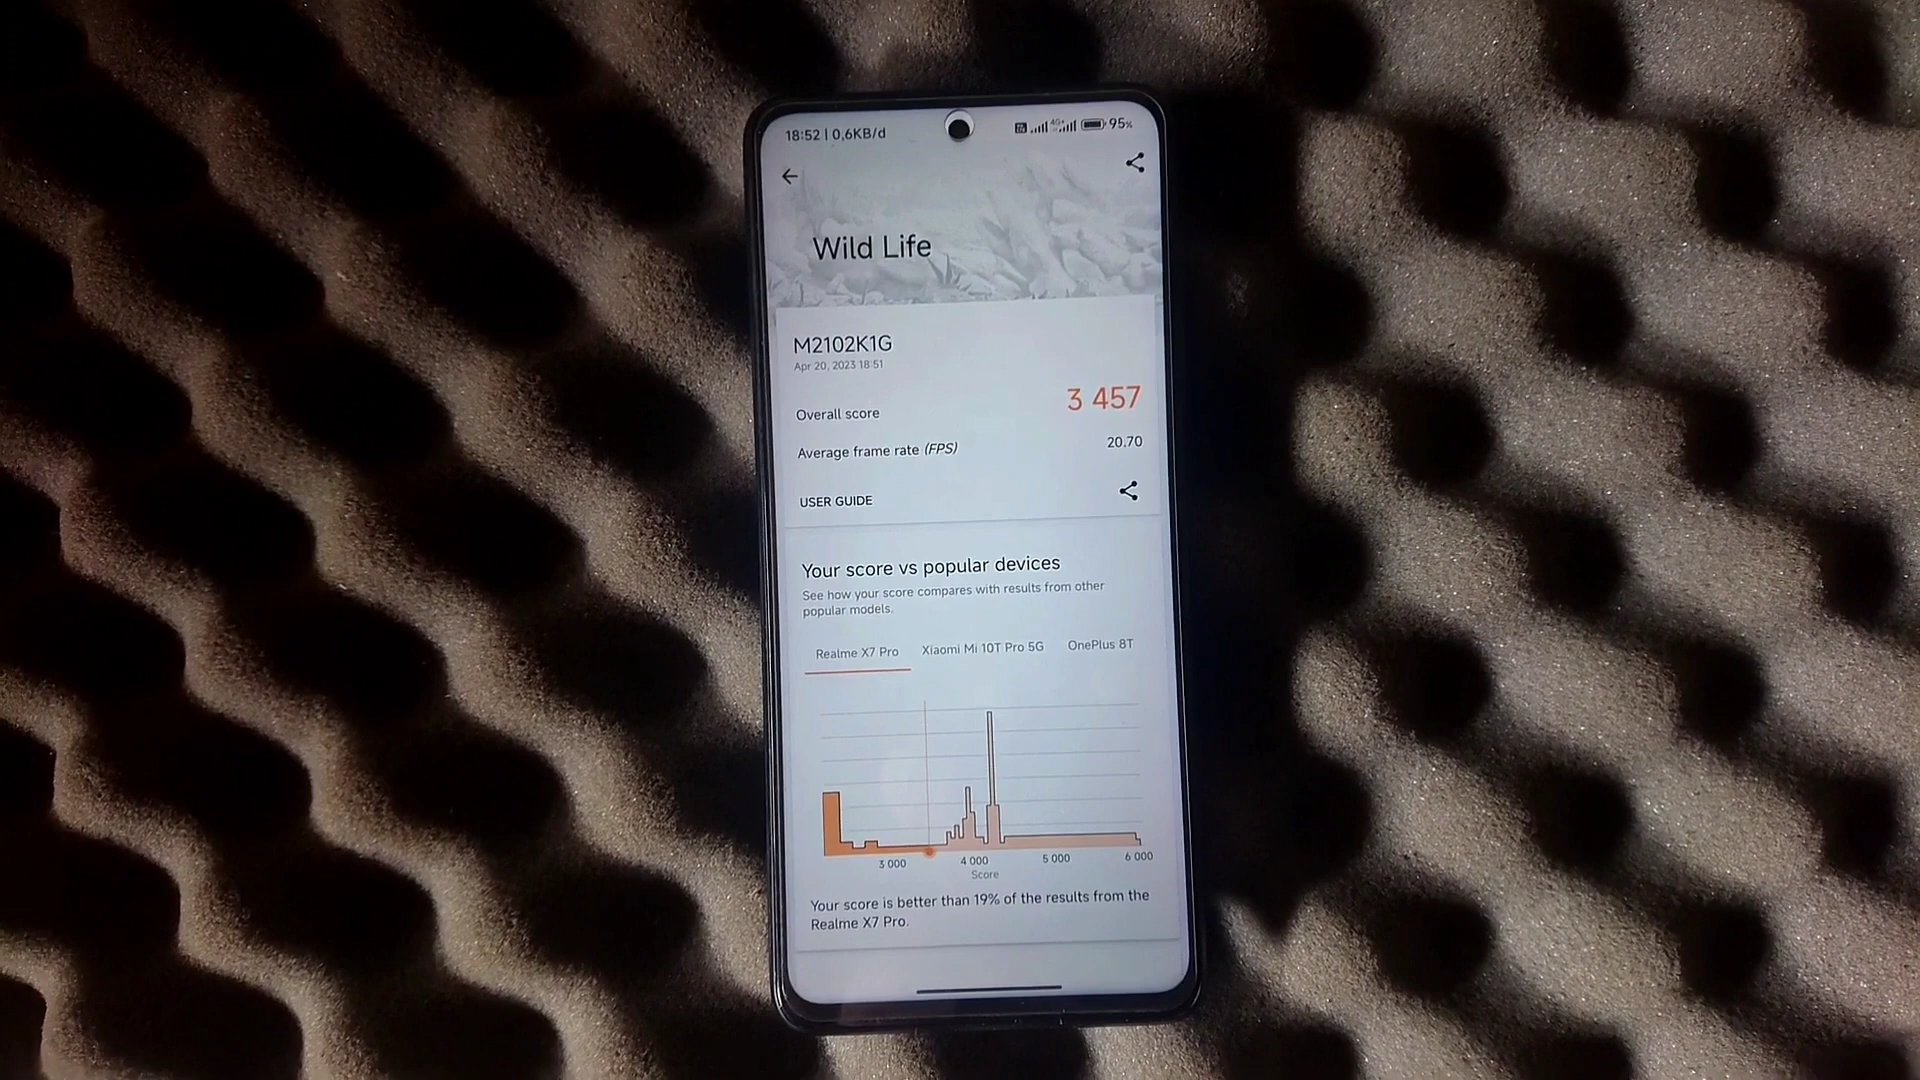 18:52 | 0,6KB/d 4G+ 95%
Wild Life
M2102K1G
Apr 20, 2023 18:51
Overall score 3 457
Average frame rate (FPS) 20.70
USER GUIDE
Your score vs popular devices
See how your score compares with results from other
popular models.
Realme X7 Pro Xiaomi Mi 10T Pro 5G OnePlus 8T
3 000 4 000 5 000 6 000
Score
Your score is better than 19% of the results from the
Realme X7 Pro.